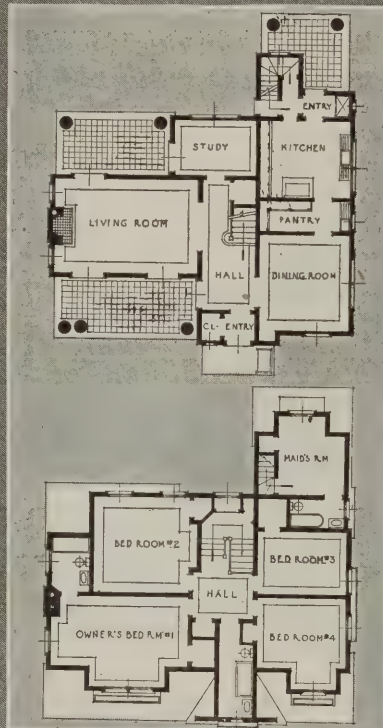 ENTRY
STUDY
KITCHEN
LIVING ROOM
PANTRY
HALL
DINING ROOM
CL- ENTRY
MAID'S RM
BED ROOM #2
BED ROOM #3
HALL
OWNER'S BED RM #1
BED ROOM #4